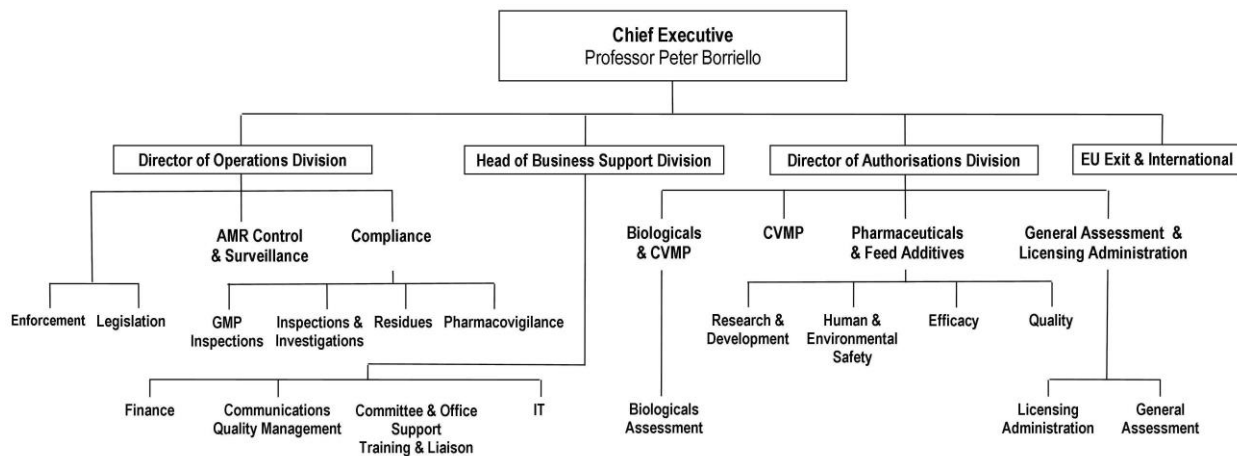 Chief Executive
Professor Peter Borriello
Director of Operations Division
Head of Business Support Division
Director of Authorisations Division
EU Exit & International
AMR Control
& Surveillance
Compliance
Biologicals
& CVMP
CVMP
Pharmaceuticals
& Feed Additives
General Assessment &
Licensing Administration
Enforcement
Legislation
GMP
Inspections
Inspections &
Investigations
Residues
Pharmacovigilance
Research &
Development
Human &
Environmental
Safety
Efficacy
Quality
Finance
Communications
Quality Management
Committee & Office
Support
Training & Liaison
IT
Biologicals
Assessment
Licensing
Administration
General
Assessment